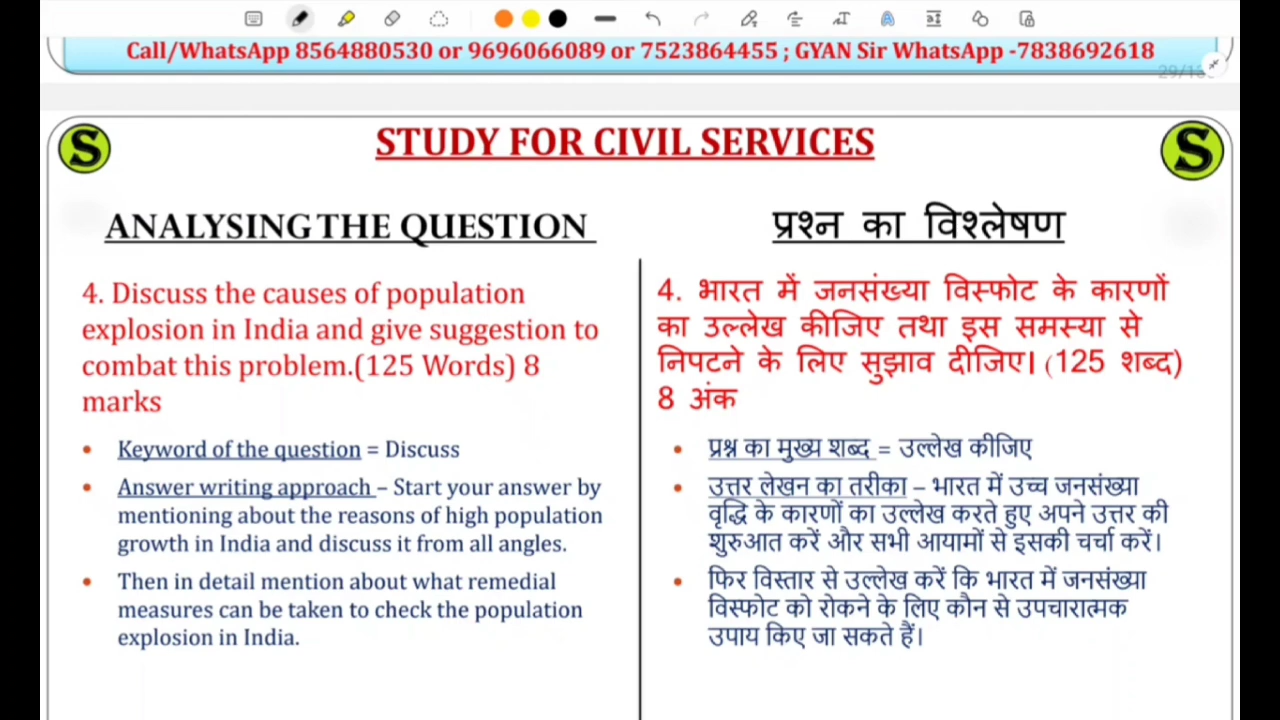 Call/WhatsApp 8564880530 or 9696066089 or 7523864455 ; GYAN Sir WhatsApp -7838692618
S
STUDY FOR CIVIL SERVICES
S
ANALYSING THE QUESTION
4. Discuss the causes of population
explosion in India and give suggestion to
combat this problem.(125 Words) 8
marks
• Keyword of the question = Discuss
• Answer writing approach – Start your answer by
mentioning about the reasons of high population
growth in India and discuss it from all angles.
• Then in detail mention about what remedial
measures can be taken to check the population
explosion in India.
प्रश्न का विश्लेषण
4. भारत में जनसंख्या विस्फोट के कारणों
का उल्लेख कीजिए तथा इस समस्या से
निपटने के लिए सुझाव दीजिए। (125 शब्द)
8 अंक
• प्रश्न का मुख्य शब्द = उल्लेख कीजिए
• उत्तर लेखन का तरीका – भारत में उच्च जनसंख्या
वृद्धि के कारणों का उल्लेख करते हुए अपने उत्तर की
शुरुआत करें और सभी आयामों से इसकी चर्चा करें।
• फिर विस्तार से उल्लेख करें कि भारत में जनसंख्या
विस्फोट को रोकने के लिए कौन से उपचारात्मक
उपाय किए जा सकते हैं।